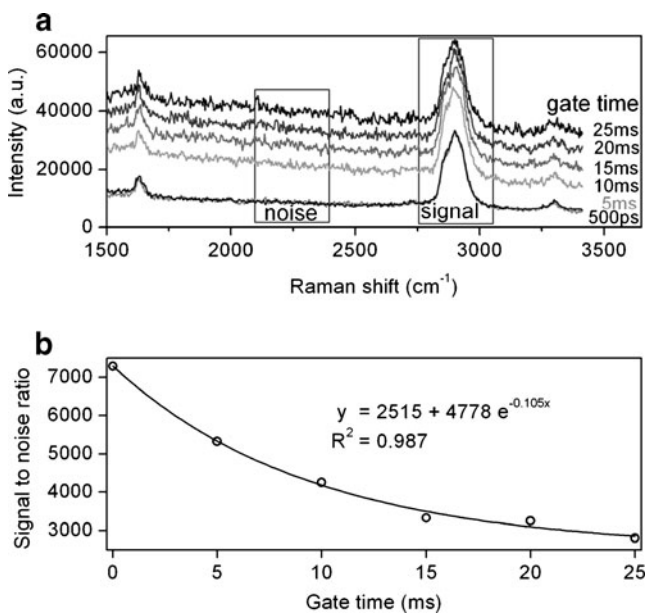 a
60000
40000
20000
0
Intensity (a.u.)
gate time
25ms
20ms
15ms
10ms
5ms
500ps
noise
signal
1500 2000 2500 3000 3500
Raman shift (cm⁻¹)
b
7000
6000
5000
4000
3000
Signal to noise ratio
y = 2515 + 4778 e^-0.105x
R² = 0.987
0 5 10 15 20 25
Gate time (ms)